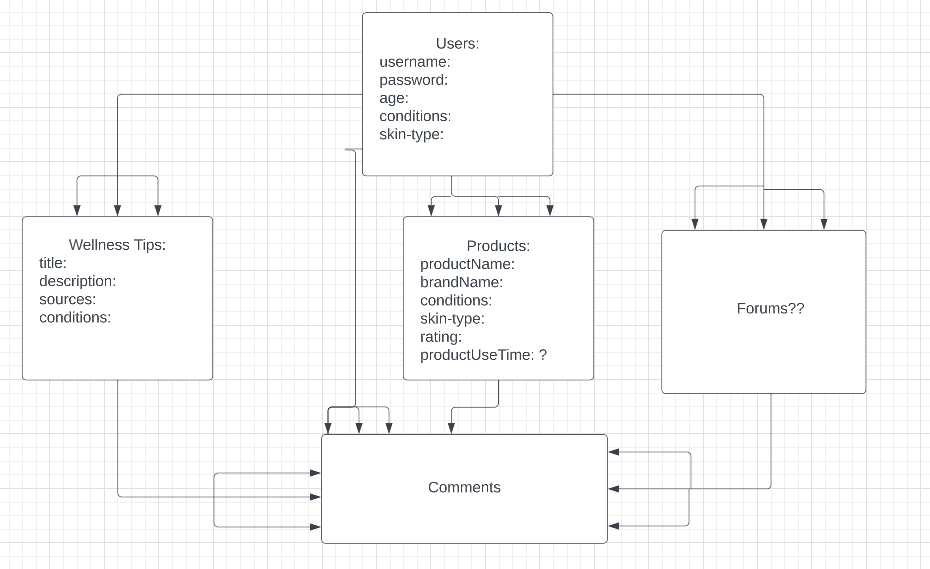 Users:
username:
password:
age:
conditions:
skin-type:
Wellness Tips:
title:
description:
sources:
conditions:
Products:
productName:
brandName:
conditions:
skin-type:
rating:
productUseTime: ?
Forums??
Comments